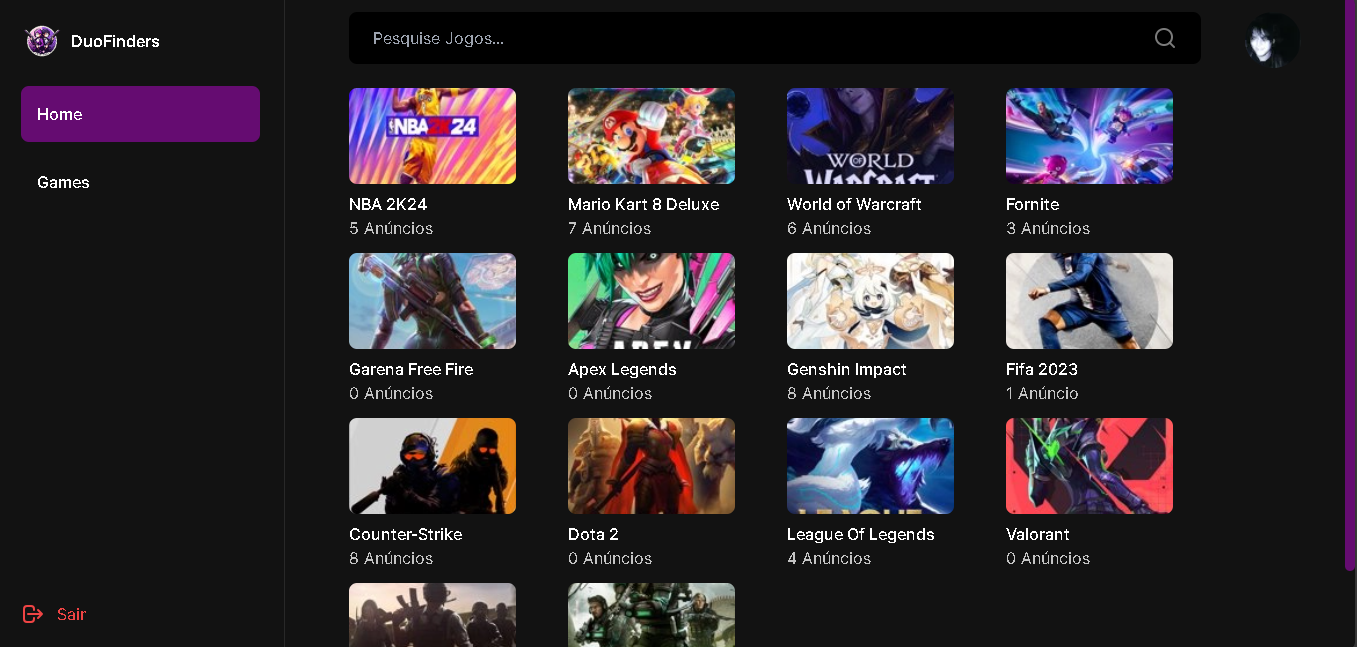 DuoFinders
Pesquise Jogos...
Home
Games
NBA 2K24
NBA 2K24
5 Anúncios
Mario Kart 8 Deluxe
7 Anúncios
WORLD
OF
WARCRAFT
World of Warcraft
6 Anúncios
Fornite
3 Anúncios
Garena Free Fire
0 Anúncios
APEX
Apex Legends
0 Anúncios
Genshin Impact
8 Anúncios
Fifa 2023
1 Anúncio
Counter-Strike
8 Anúncios
Dota 2
0 Anúncios
LEAGUE
League Of Legends
4 Anúncios
Valorant
0 Anúncios
Sair